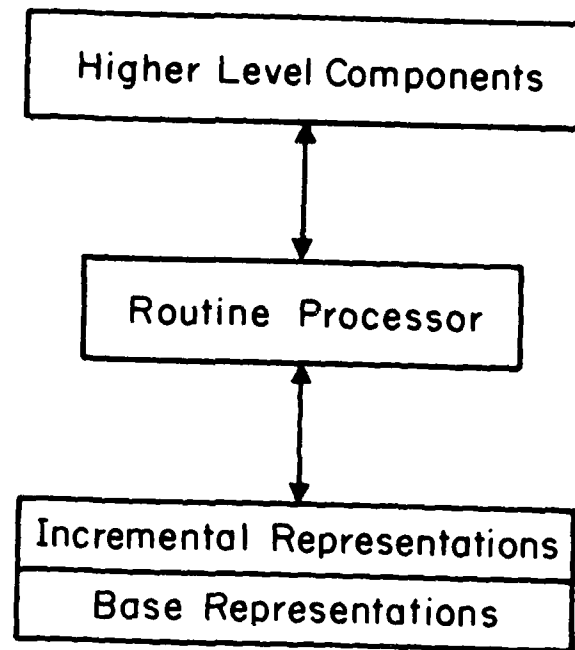 Higher Level Components
Routine Processor
Incremental Representations
Base Representations